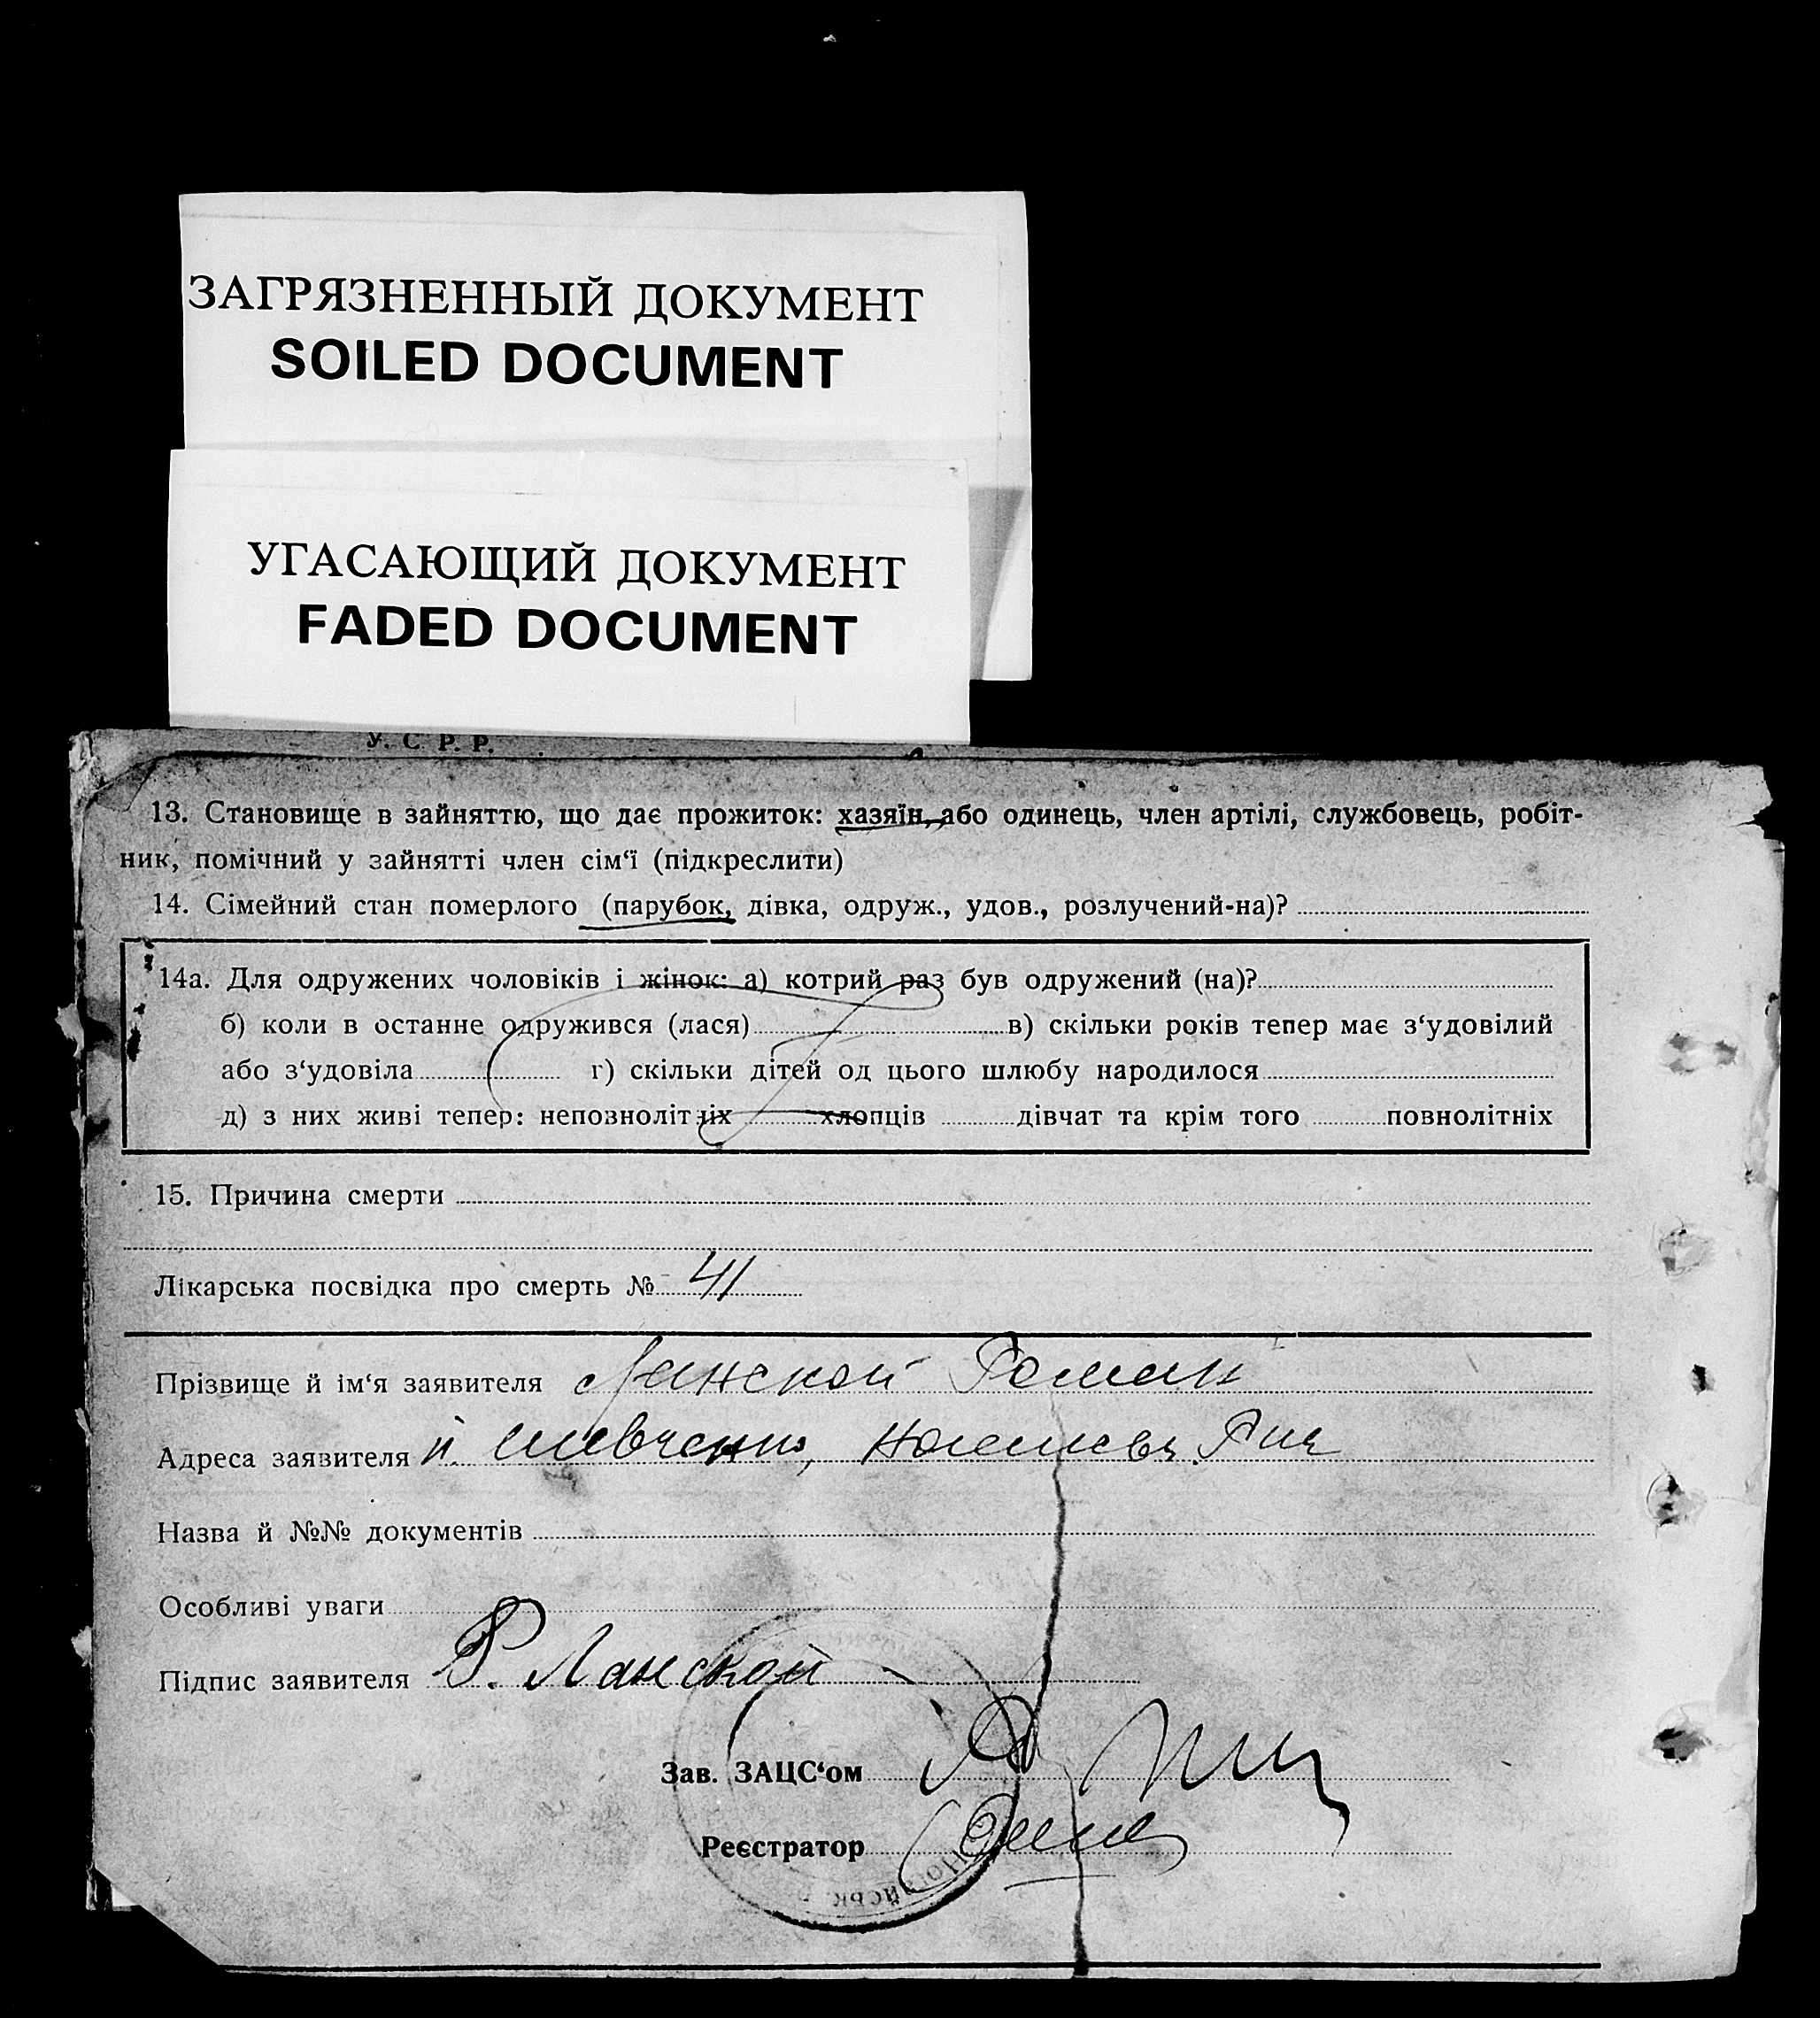 ЗАГРЯЗНЕННЫЙ ДОКУМЕНТ
SOILED DOCUMENT
УГАСАЮЩИЙ ДОКУМЕНТ
FADED DOCUMENT
У. С. Р. Р.
13. Становище в зайняттю, що дає прожиток: хазяїн, або одинець, член артілі, службовець, робіт-
ник, помічний у зайнятті член сім‘ї (підкреслити)
14. Сімейний стан померлого (парубок, дівка, одруж., удов., розлучений-на)?
14а. Для одружених чоловіків і жінок: а) котрий раз був одружений (на)?
б) коли в останнє одружився (лася) в) скільки років тепер має з‘удовілий
або з‘удовіла г) скільки дітей од цього шлюбу народилося
д) з них живі тепер: неповнолітніх хлопців дівчат та крім того повнолітніх
15. Причина смерти
Лікарська посвідка про смерть № 41
Прізвище й ім‘я заявителя Ланской Роман
Адреса заявителя Шевченко,
Назва й №№ документів
Особливі уваги
Підпис заявителя Р. Ланской
Зав. ЗАЦС‘ом
Реєстратор